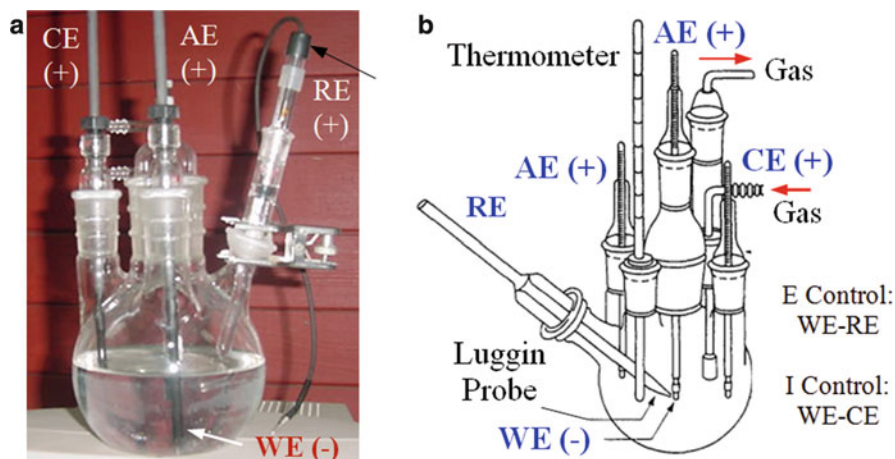 a
CE
(+)
AE
(+)
RE
(+)
WE (-)
b
AE (+)
Thermometer
Gas
AE (+)
CE (+)
RE
Gas
E Control:
WE-RE
Luggin
Probe
I Control:
WE-CE
WE (-)